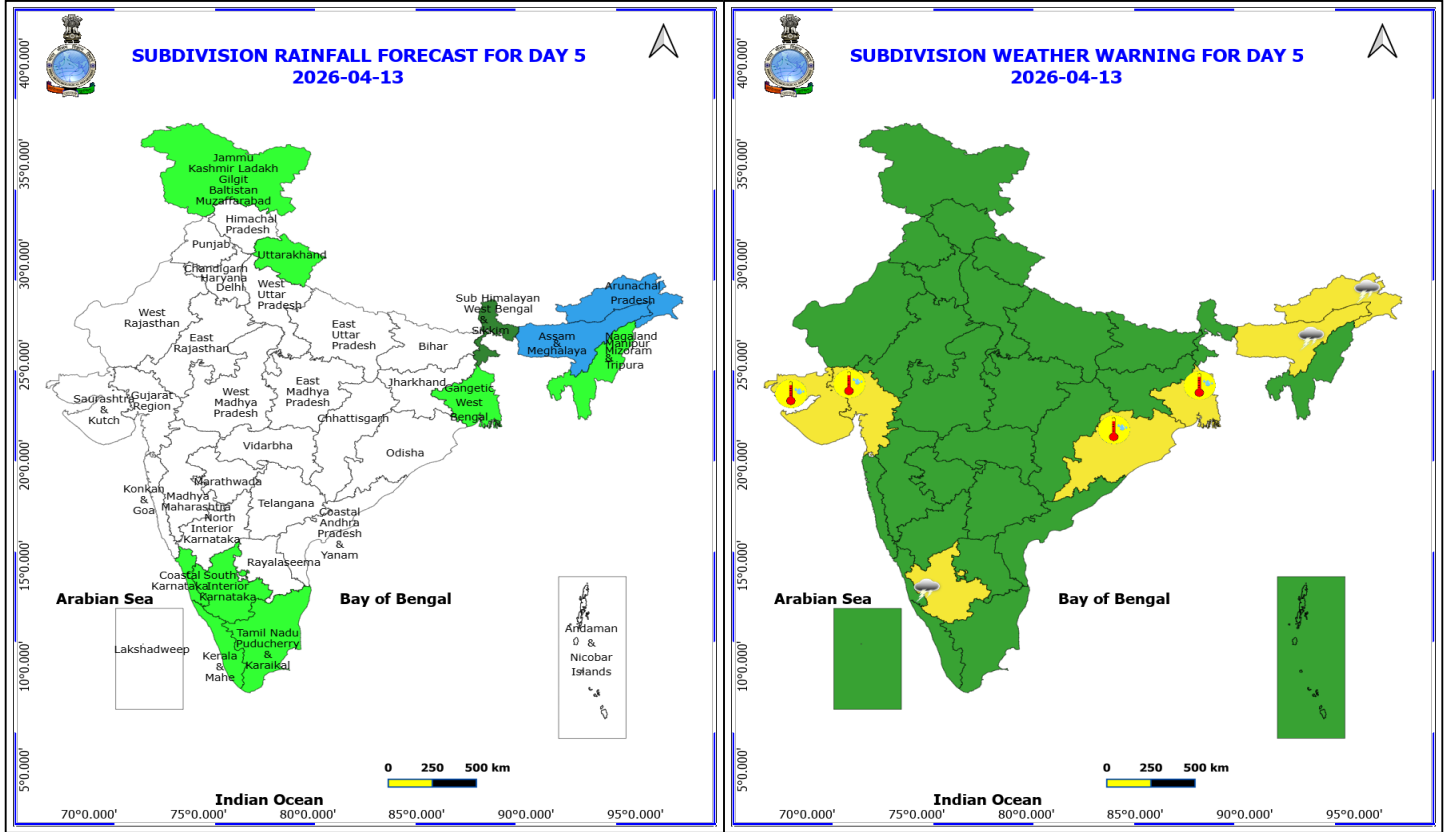 SUBDIVISION RAINFALL FORECAST FOR DAY 5
2026-04-13
40°0.000'
35°0.000'
30°0.000'
25°0.000'
20°0.000'
15°0.000'
10°0.000'
5°0.000'
Jammu
Kashmir Ladakh
Gilgit
Baltistan
Muzaffarabad
Himachal
Pradesh
Punjab
Uttarakhand
Chandigarh
Haryana
Delhi
West
Uttar
Pradesh
West
Rajasthan
East
Rajasthan
East
Uttar
Pradesh
Bihar
Sub Himalayan
West Bengal
&
Sikkim
Arunachal
Pradesh
Assam
&
Meghalaya
Nagaland
Manipur
Mizoram
&
Tripura
Saurashtra
&
Kutch
Gujarat
Region
West
Madhya
Pradesh
East
Madhya
Pradesh
Jharkhand
Gangetic
West
Bengal
Chhattisgarh
Vidarbha
Odisha
Konkan
&
Goa
Madhya
Maharashtra
Marathwada
Telangana
North
Interior
Karnataka
Coastal
Andhra
Pradesh
&
Yanam
Rayalaseema
Coastal
Karnataka
South
Interior
Karnataka
Tamil Nadu
Puducherry
&
Karaikal
Kerala
&
Mahe
Lakshadweep
Andaman
&
Nicobar
Islands
Arabian Sea
Bay of Bengal
Indian Ocean
0 250 500 km
70°0.000' 75°0.000' 80°0.000' 85°0.000' 90°0.000' 95°0.000'
SUBDIVISION WEATHER WARNING FOR DAY 5
2026-04-13
40°0.000'
35°0.000'
30°0.000'
25°0.000'
20°0.000'
15°0.000'
10°0.000'
5°0.000'
Arabian Sea
Bay of Bengal
Indian Ocean
0 250 500 km
70°0.000' 75°0.000' 80°0.000' 85°0.000' 90°0.000' 95°0.000'